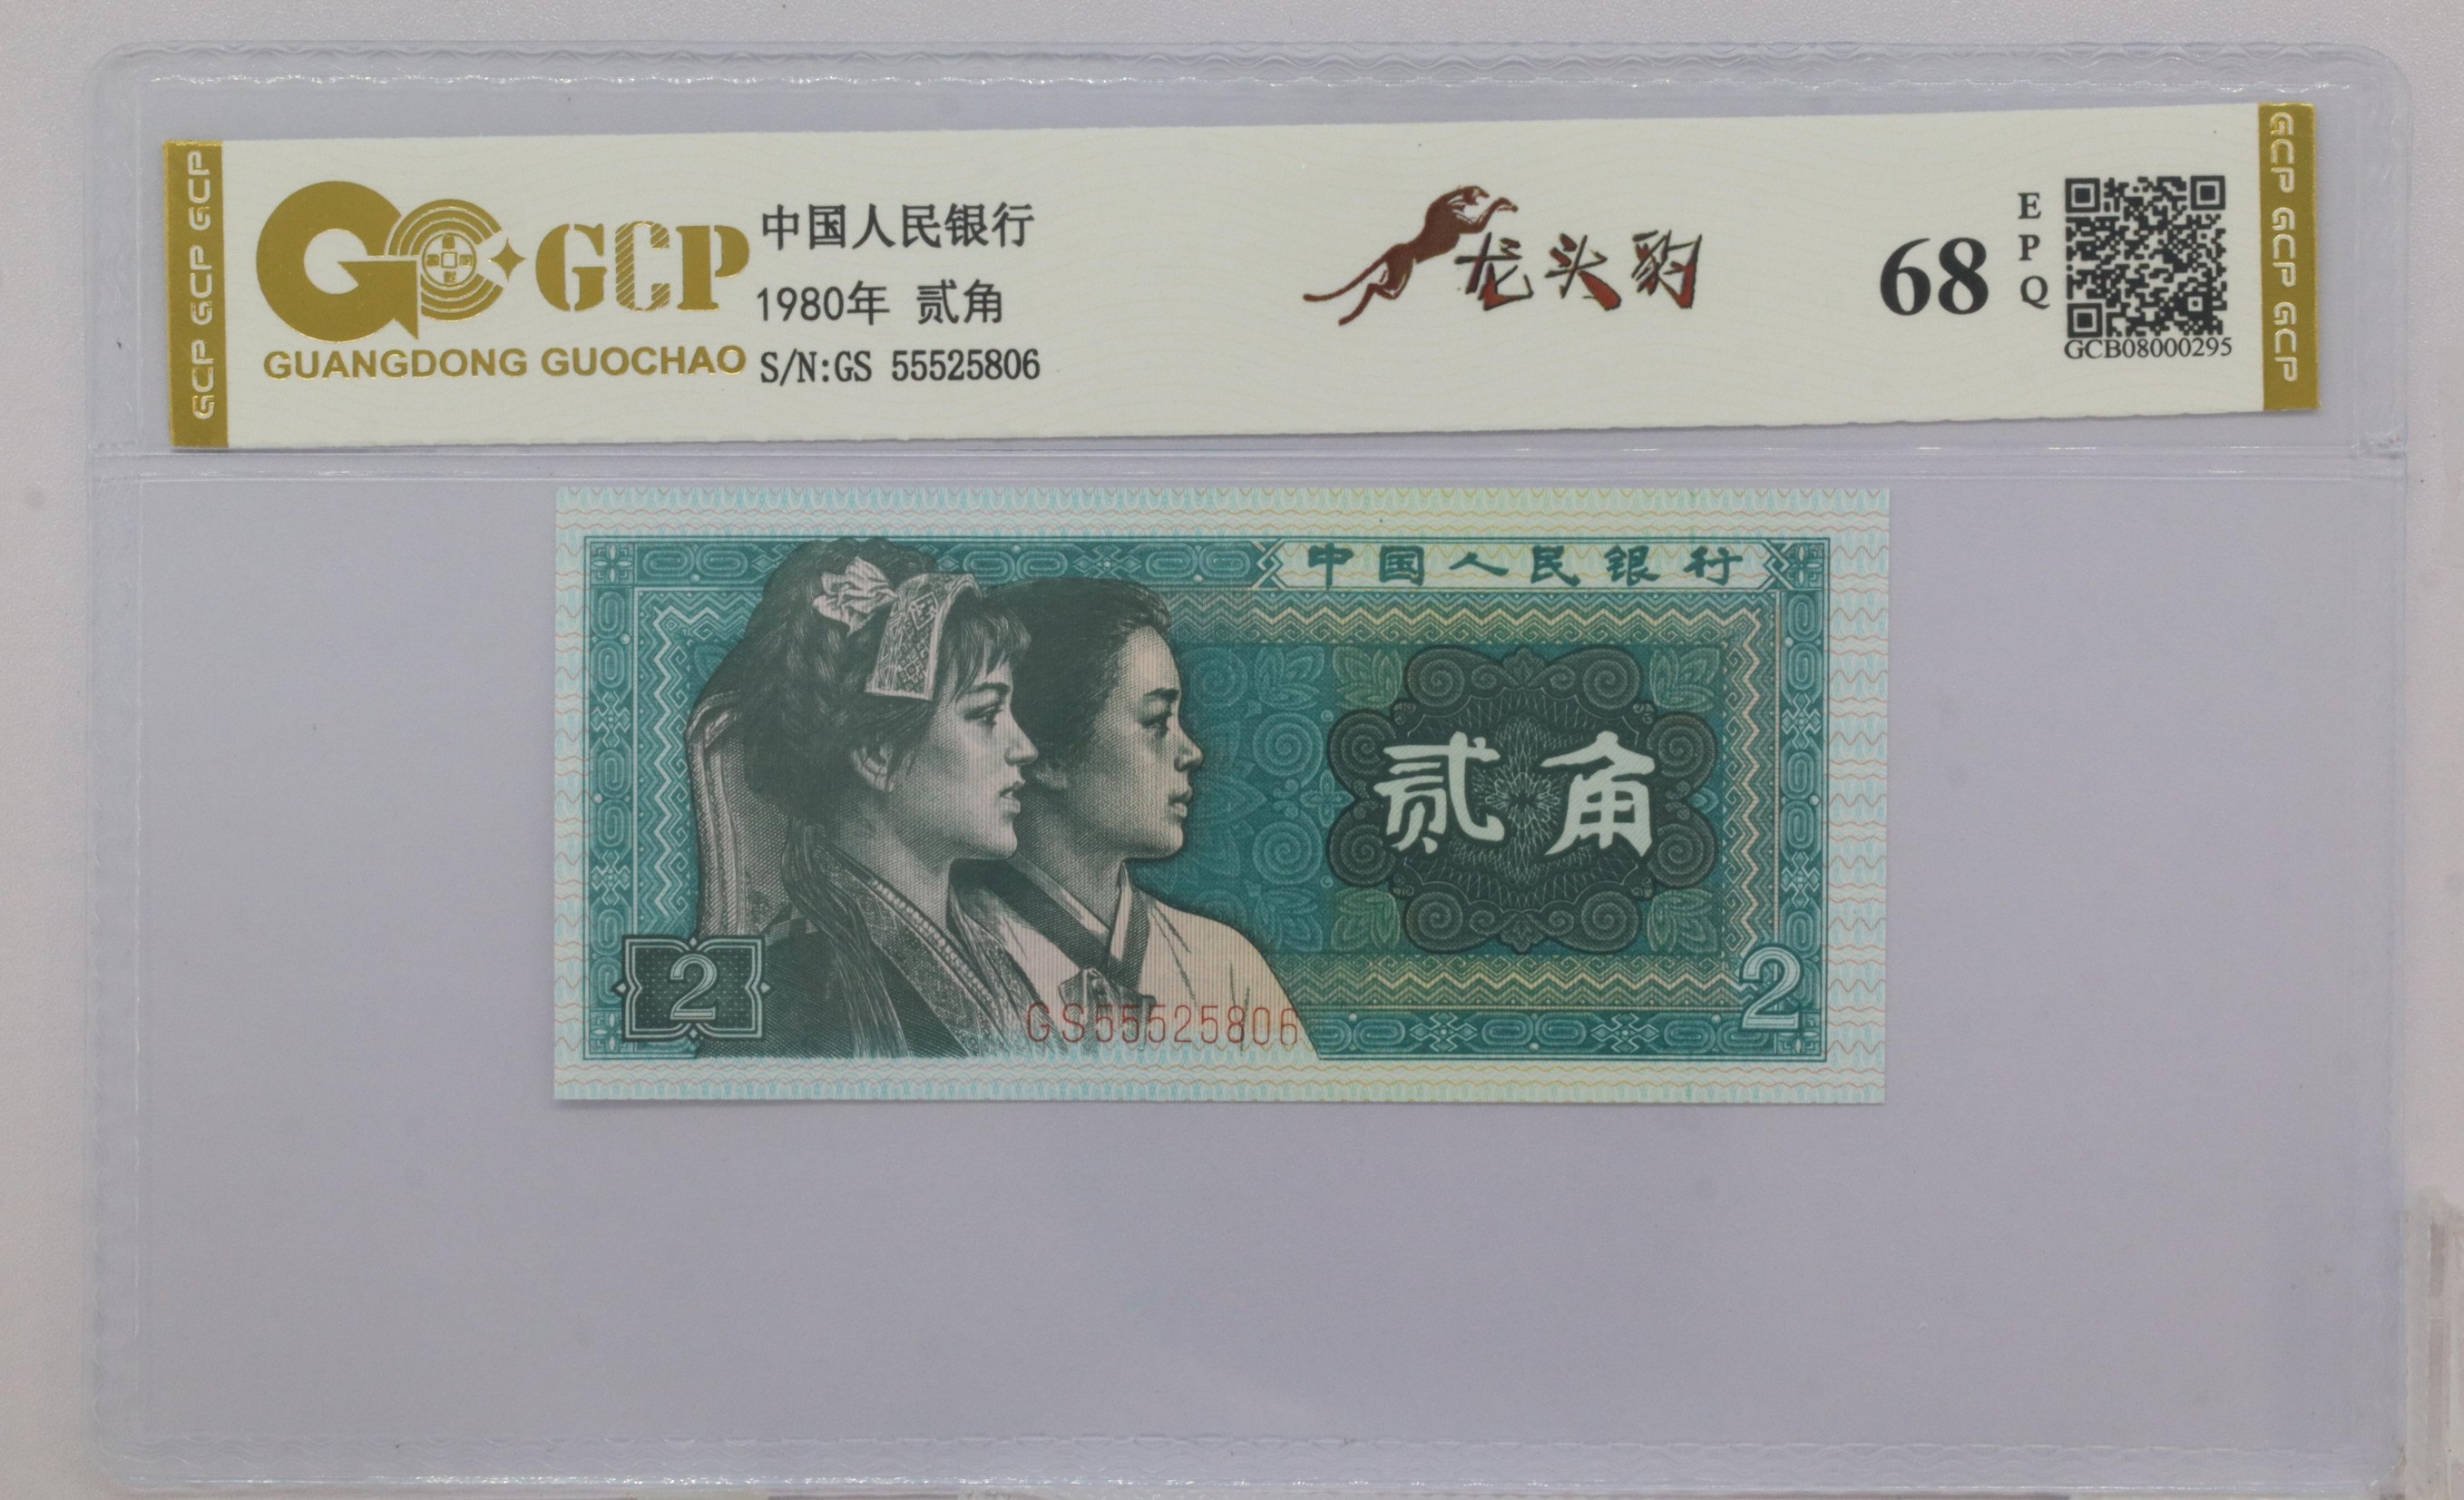 GCP GCP GCP
GCP
GUANGDONG GUOCHAO
中国人民银行
1980年 贰角
S/N:GS 55525806
龙头豹
68
EPQ
GCB08000295
GCP GCP GCP
中国人民银行
贰角
2
GS55525806
2